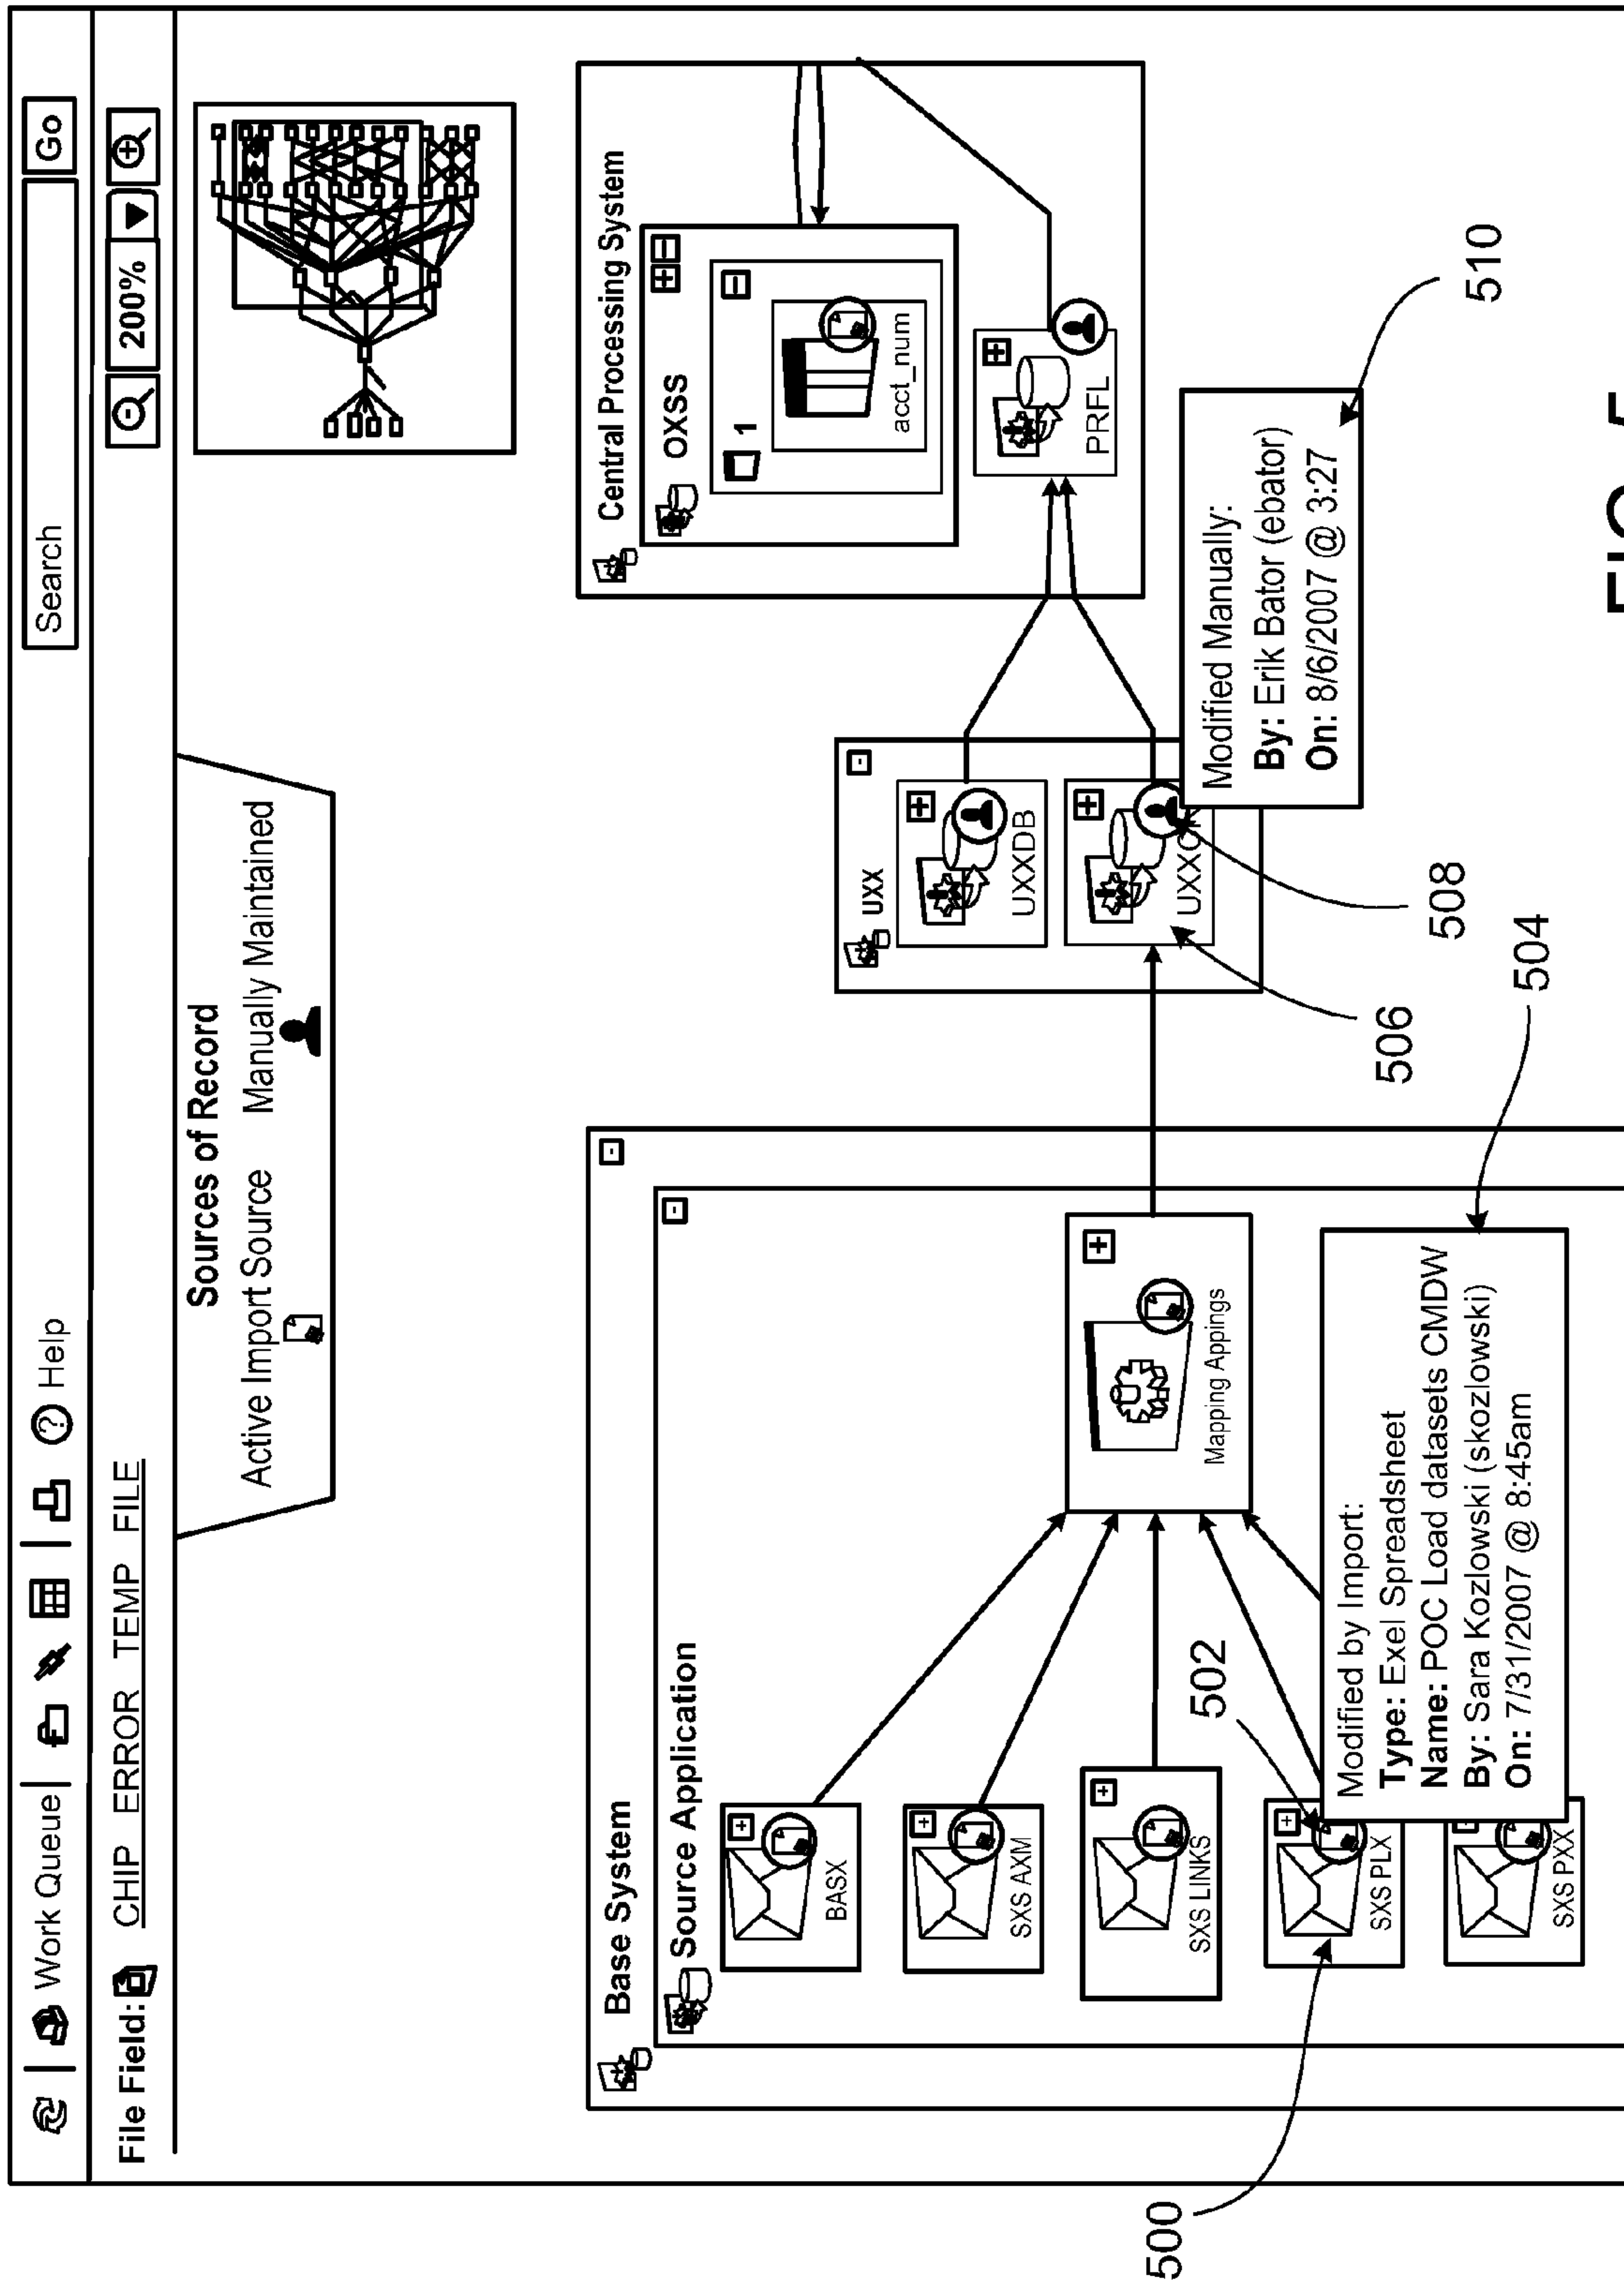 Work Queue
Help
Search
Go
File Field:
CHIP ERROR TEMP FILE
200%
Sources of Record
Active Import Source
Manually Maintained
Base System
Source Application
BASX
SXS AXM
SXS LINKS
SXS PLX
SXS PXX
Mapping Appings
Modified by Import:
Type: Exel Spreadsheet
Name: POC Load datasets CMDW
By: Sara Kozlowski (skozlowski)
On: 7/31/2007 @ 8:45am
UXX
UXXDB
Modified Manually:
By: Erik Bator (ebator)
On: 8/6/2007 @ 3:27
Central Processing System
OXSS
1
acct_num
PRFL
500
502
504
506
508
510